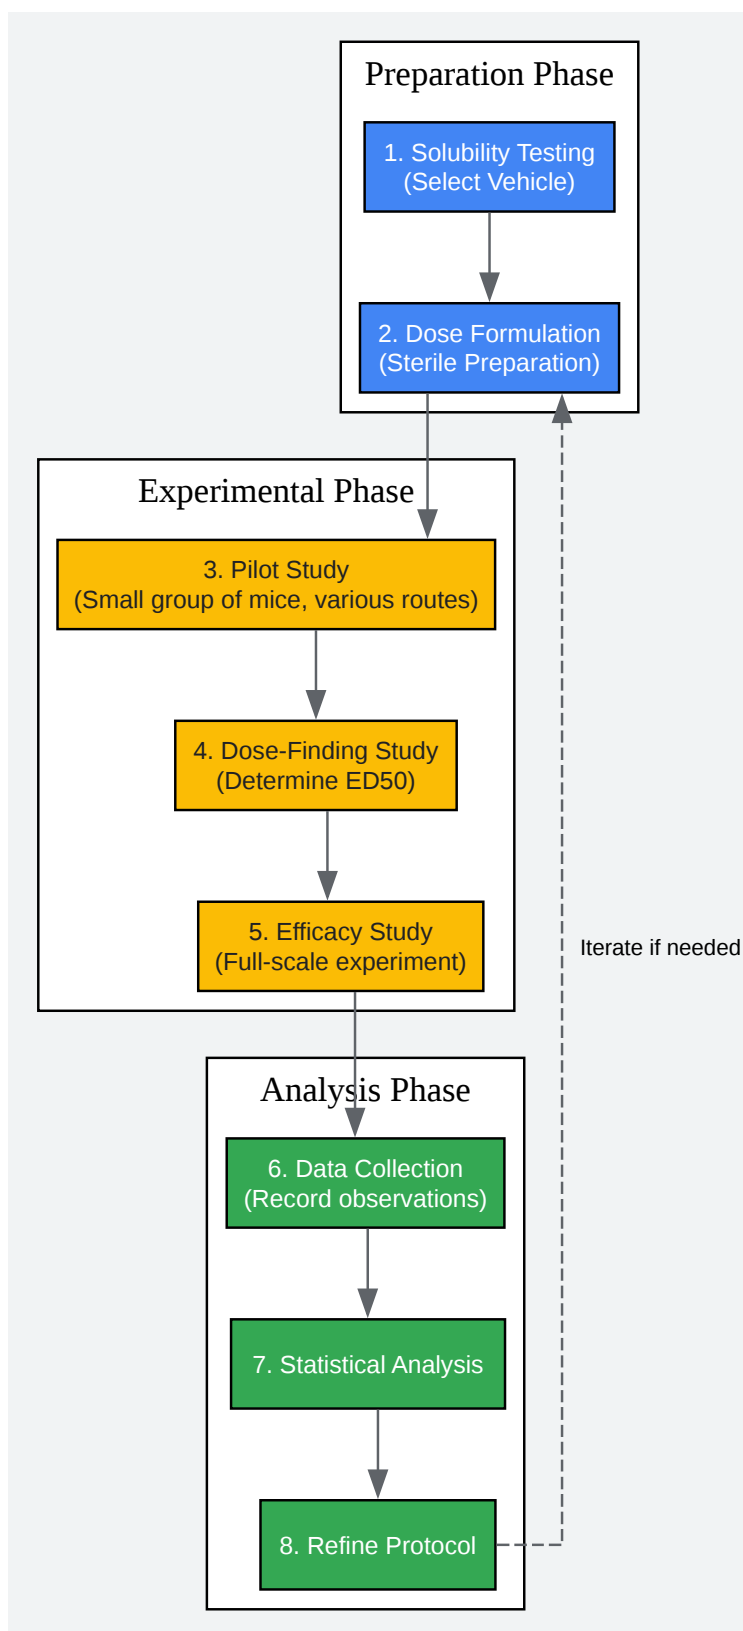 Preparation Phase
1. Solubility Testing
(Select Vehicle)
2. Dose Formulation
(Sterile Preparation)
Experimental Phase
3. Pilot Study
(Small group of mice, various routes)
4. Dose-Finding Study
(Determine ED50)
5. Efficacy Study
(Full-scale experiment)
Iterate if needed
Analysis Phase
6. Data Collection
(Record observations)
7. Statistical Analysis
8. Refine Protocol